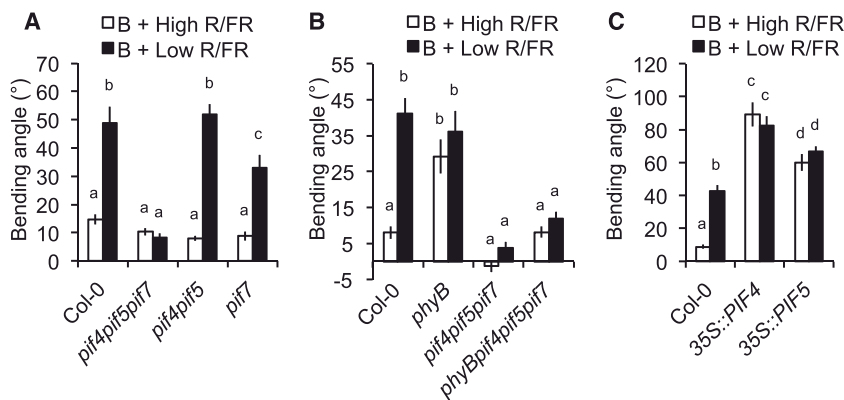 A
B + High R/FR
B + Low R/FR
Bending angle (°)
70
60
50
40
30
20
10
0
a
b
a
a
a
b
a
c
Col-0
pif4pif5pif7
pif4pif5
pif7
B
B + High R/FR
B + Low R/FR
Bending angle (°)
55
45
35
25
15
5
-5
a
b
b
b
a
a
a
a
Col-0
phyB
pif4pif5pif7
phyBpif4pif5pif7
C
B + High R/FR
B + Low R/FR
Bending angle (°)
120
100
80
60
40
20
0
a
b
c
c
d
d
Col-0
35S::PIF4
35S::PIF5